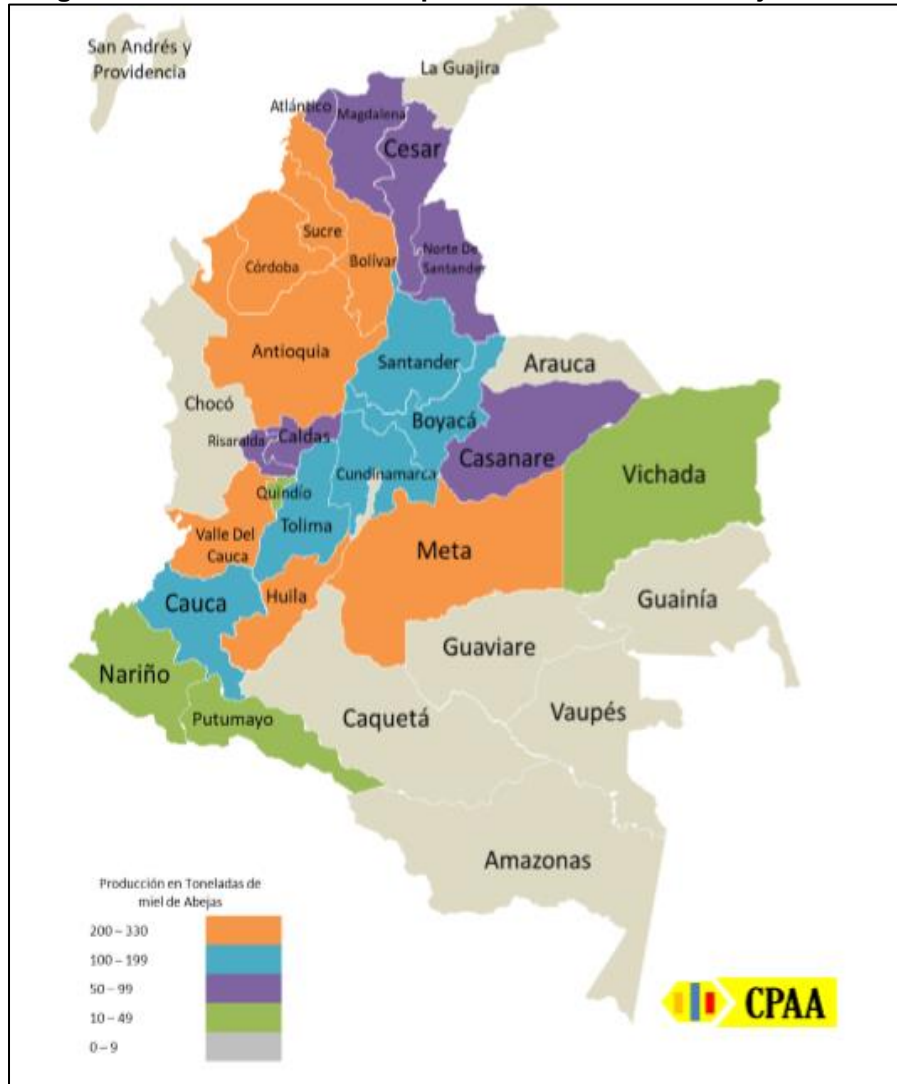 San Andrés y
Providencia
La Guajira
Atlántico
Magdalena
Cesar
Sucre
Norte De
Santander
Córdoba
Bolívar
Antioquia
Santander
Arauca
Chocó
Boyacá
Risaralda
Caldas
Casanare
Cundinamarca
Vichada
Quindío
Tolima
Valle Del
Cauca
Meta
Cauca
Huila
Guainía
Guaviare
Nariño
Vaupés
Putumayo
Caquetá
Amazonas
Producción en Toneladas de
miel de Abejas
200 – 330
100 – 199
50 – 99
10 – 49
0 – 9
CPAA